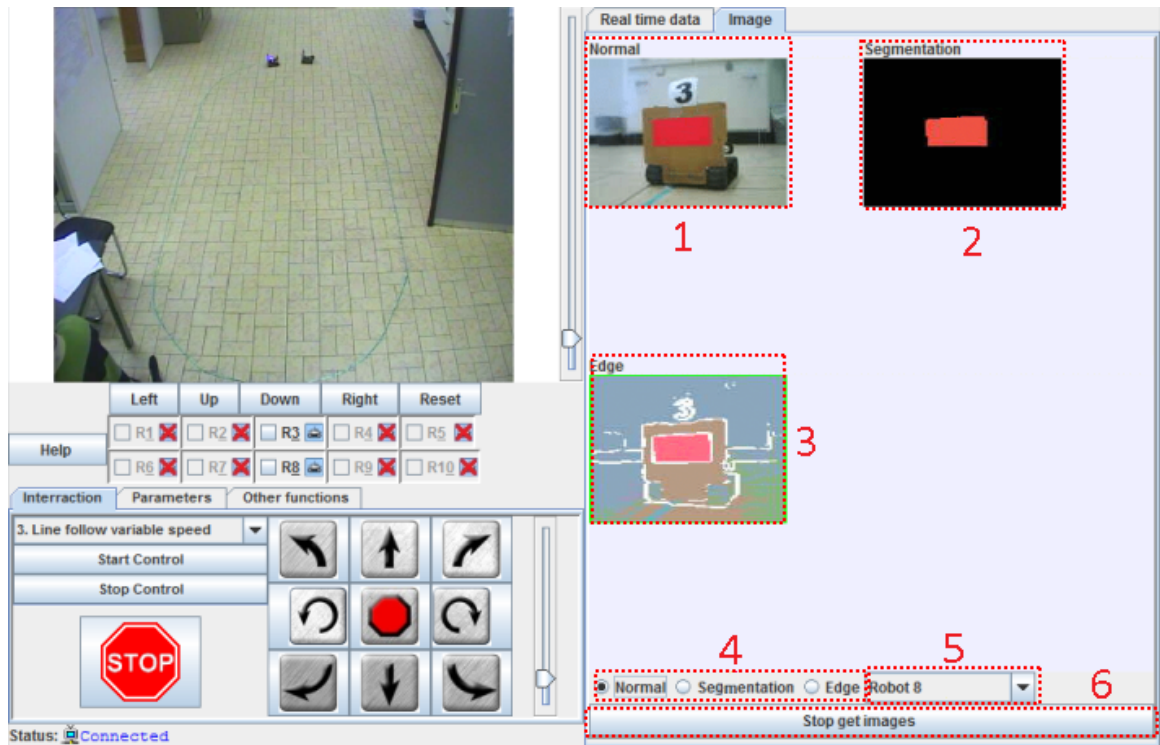 Real time data Image
Normal Segmentation
3
1 2
Edge
3
3
Left Up Down Right Reset
Help
R1 R2 R3 R4 R5
R6 R7 R8 R9 R10
Interraction Parameters Other functions
3. Line follow variable speed
Start Control
Stop Control
STOP
4 5 6
Normal Segmentation Edge Robot 8
Stop get images
Status: Connected